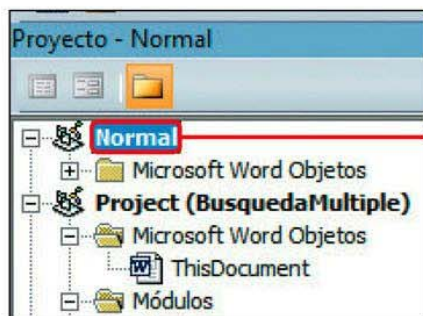 Proyecto - Normal
Normal
Microsoft Word Objetos
Project (BusquedaMultiple)
Microsoft Word Objetos
ThisDocument
Módulos